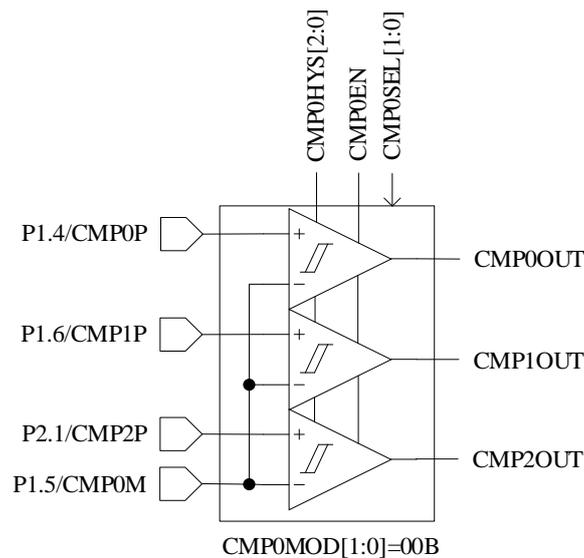 CMP0HYS[2:0]
CMP0EN
CMP0SEL[1:0]
P1.4/CMP0P
+
−
CMP0OUT
P1.6/CMP1P
+
−
CMP1OUT
P2.1/CMP2P
+
P1.5/CMP0M
−
CMP2OUT
CMP0MOD[1:0]=00B